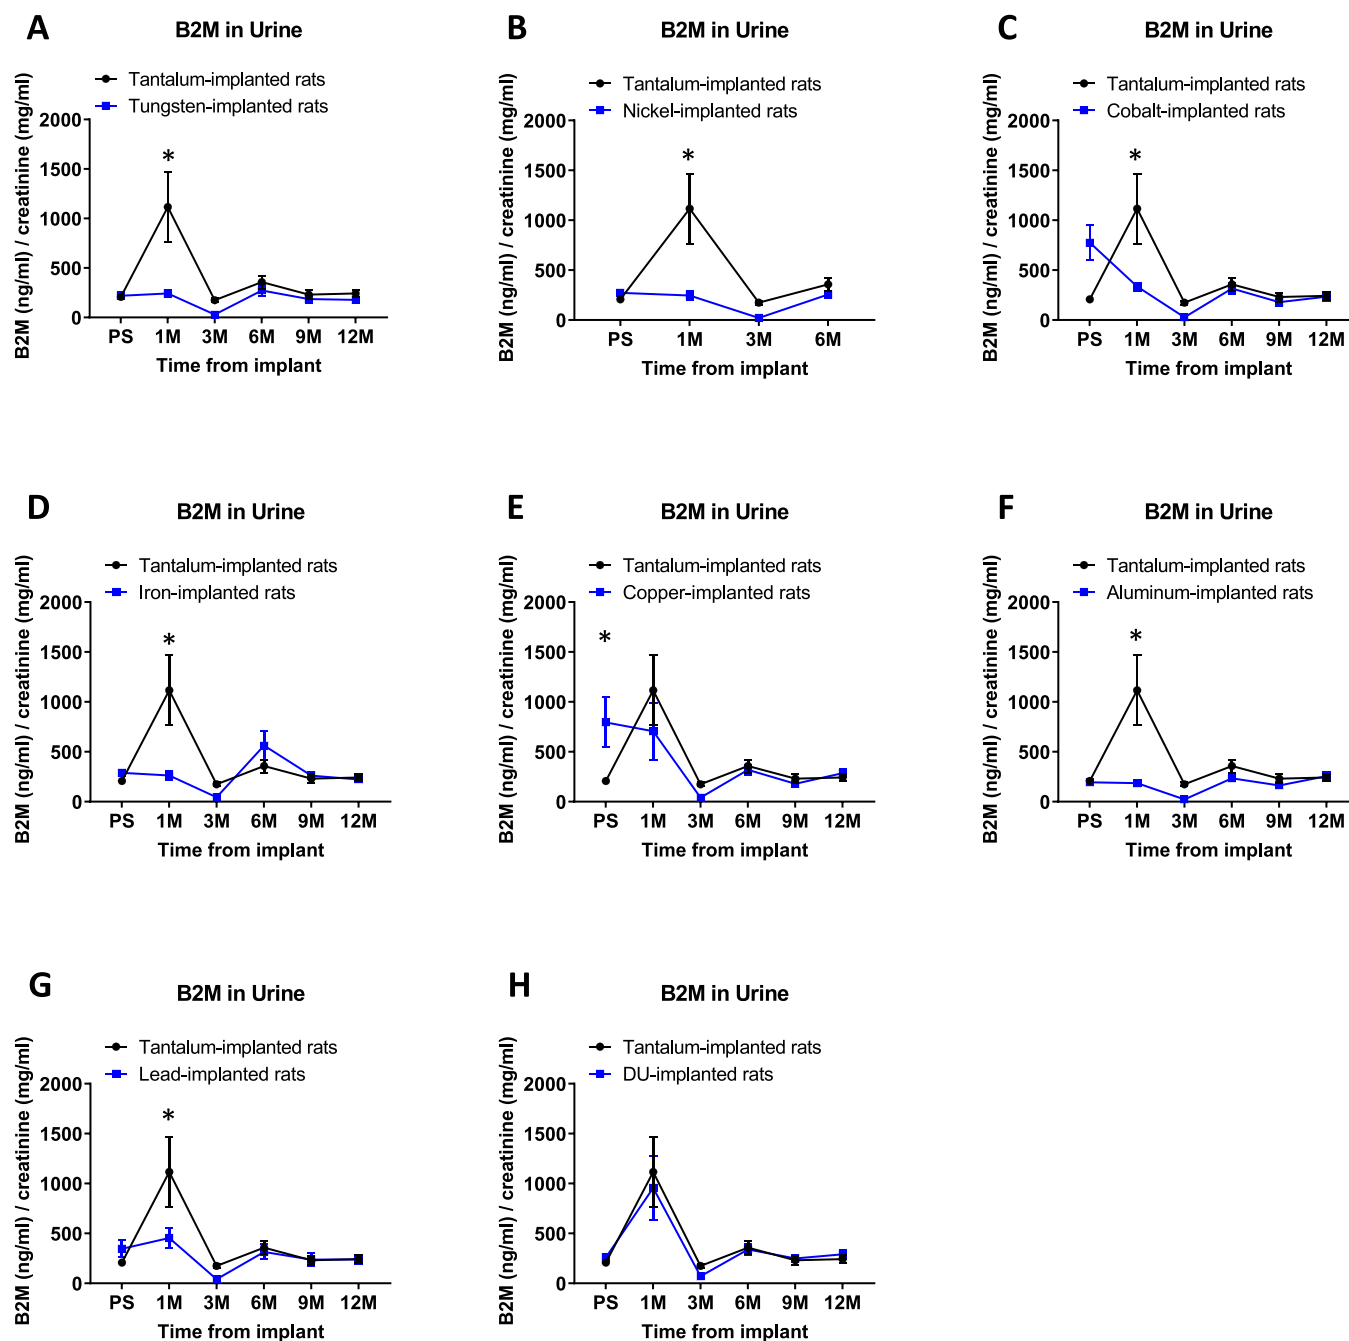 A
B2M in Urine
Tantalum-implanted rats
Tungsten-implanted rats
B2M (ng/ml) / creatinine (mg/ml)
2000
1500
1000
500
0
*
PS 1M 3M 6M 9M 12M
Time from implant
B
B2M in Urine
Tantalum-implanted rats
Nickel-implanted rats
B2M (ng/ml) / creatinine (mg/ml)
2000
1500
1000
500
0
*
PS 1M 3M 6M
Time from implant
C
B2M in Urine
Tantalum-implanted rats
Cobalt-implanted rats
B2M (ng/ml) / creatinine (mg/ml)
2000
1500
1000
500
0
*
PS 1M 3M 6M 9M 12M
Time from implant
D
B2M in Urine
Tantalum-implanted rats
Iron-implanted rats
B2M (ng/ml) / creatinine (mg/ml)
2000
1500
1000
500
0
*
PS 1M 3M 6M 9M 12M
Time from implant
E
B2M in Urine
Tantalum-implanted rats
Copper-implanted rats
B2M (ng/ml) / creatinine (mg/ml)
2000
1500
1000
500
0
*
PS 1M 3M 6M 9M 12M
Time from implant
F
B2M in Urine
Tantalum-implanted rats
Aluminum-implanted rats
B2M (ng/ml) / creatinine (mg/ml)
2000
1500
1000
500
0
*
PS 1M 3M 6M 9M 12M
Time from implant
G
B2M in Urine
Tantalum-implanted rats
Lead-implanted rats
B2M (ng/ml) / creatinine (mg/ml)
2000
1500
1000
500
0
*
PS 1M 3M 6M 9M 12M
Time from implant
H
B2M in Urine
Tantalum-implanted rats
DU-implanted rats
B2M (ng/ml) / creatinine (mg/ml)
2000
1500
1000
500
0
PS 1M 3M 6M 9M 12M
Time from implant